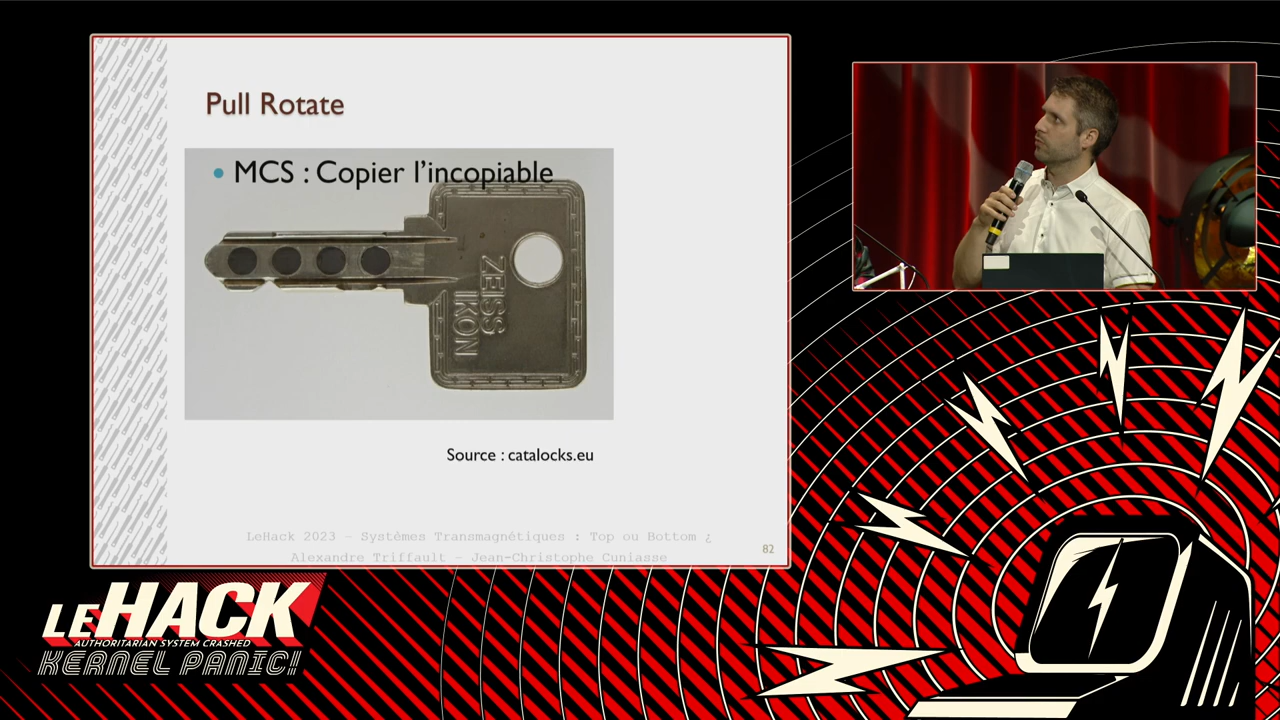 Pull Rotate
• MCS : Copier l'incopiable
ZEISS
IKON
Source : catalocks.eu
LeHack 2023 – Systèmes Transmagnétiques : Top ou Bottom ¿
Alexandre Triffault – Jean-Christophe Cuniasse
82
LEHACK
AUTHORITARIAN SYSTEM CRASHED
KERNEL PANIC!